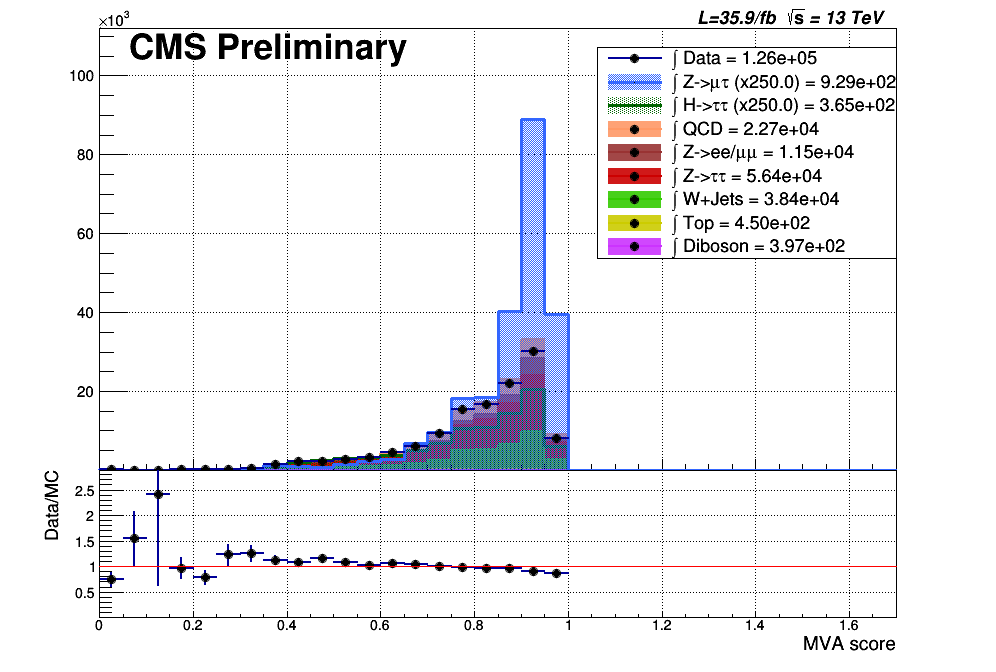 ×10³ L=35.9/fb √s = 13 TeV
CMS Preliminary
∫ Data = 1.26e+05
∫ Z->μτ (x250.0) = 9.29e+02
∫ H->ττ (x250.0) = 3.65e+02
∫ QCD = 2.27e+04
∫ Z->ee/μμ = 1.15e+04
∫ Z->ττ = 5.64e+04
∫ W+Jets = 3.84e+04
∫ Top = 4.50e+02
∫ Diboson = 3.97e+02
100
80
60
40
20
Data/MC
2.5
2
1.5
1
0.5
0 0.2 0.4 0.6 0.8 1 1.2 1.4 1.6
MVA score